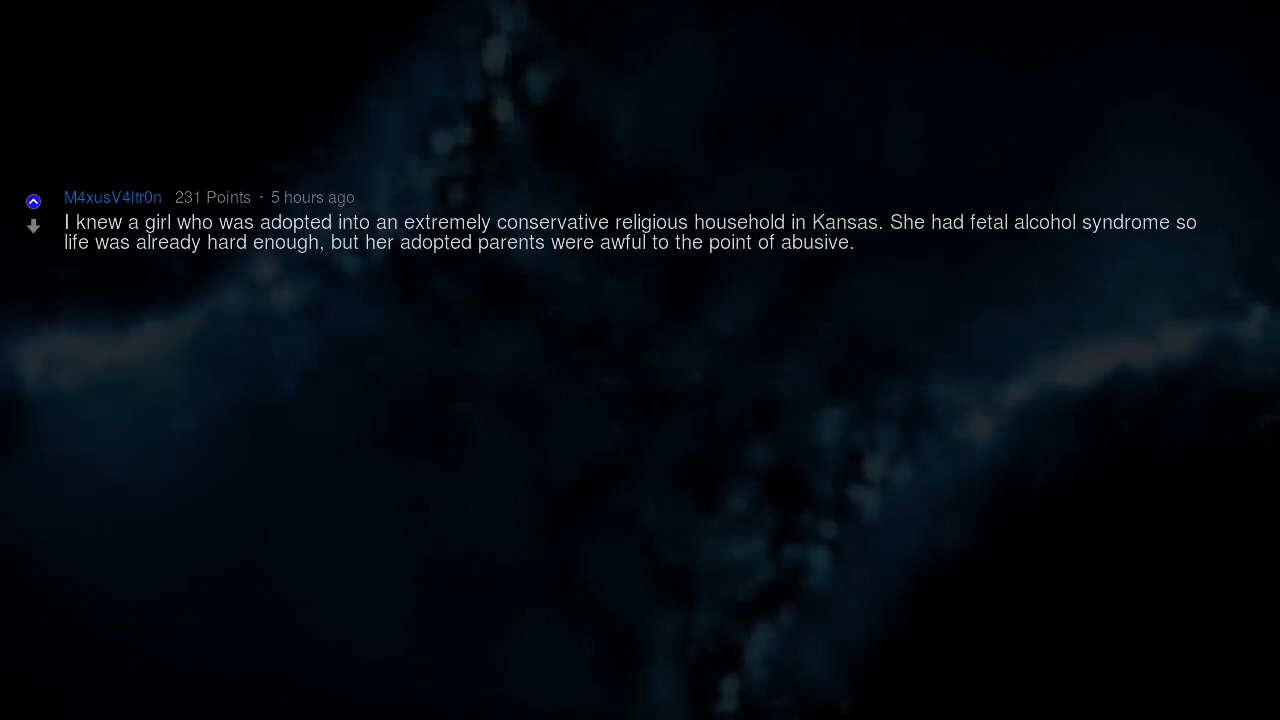 M4xusV4ltr0n 231 Points · 5 hours ago
I knew a girl who was adopted into an extremely conservative religious household in Kansas. She had fetal alcohol syndrome so
life was already hard enough, but her adopted parents were awful to the point of abusive.